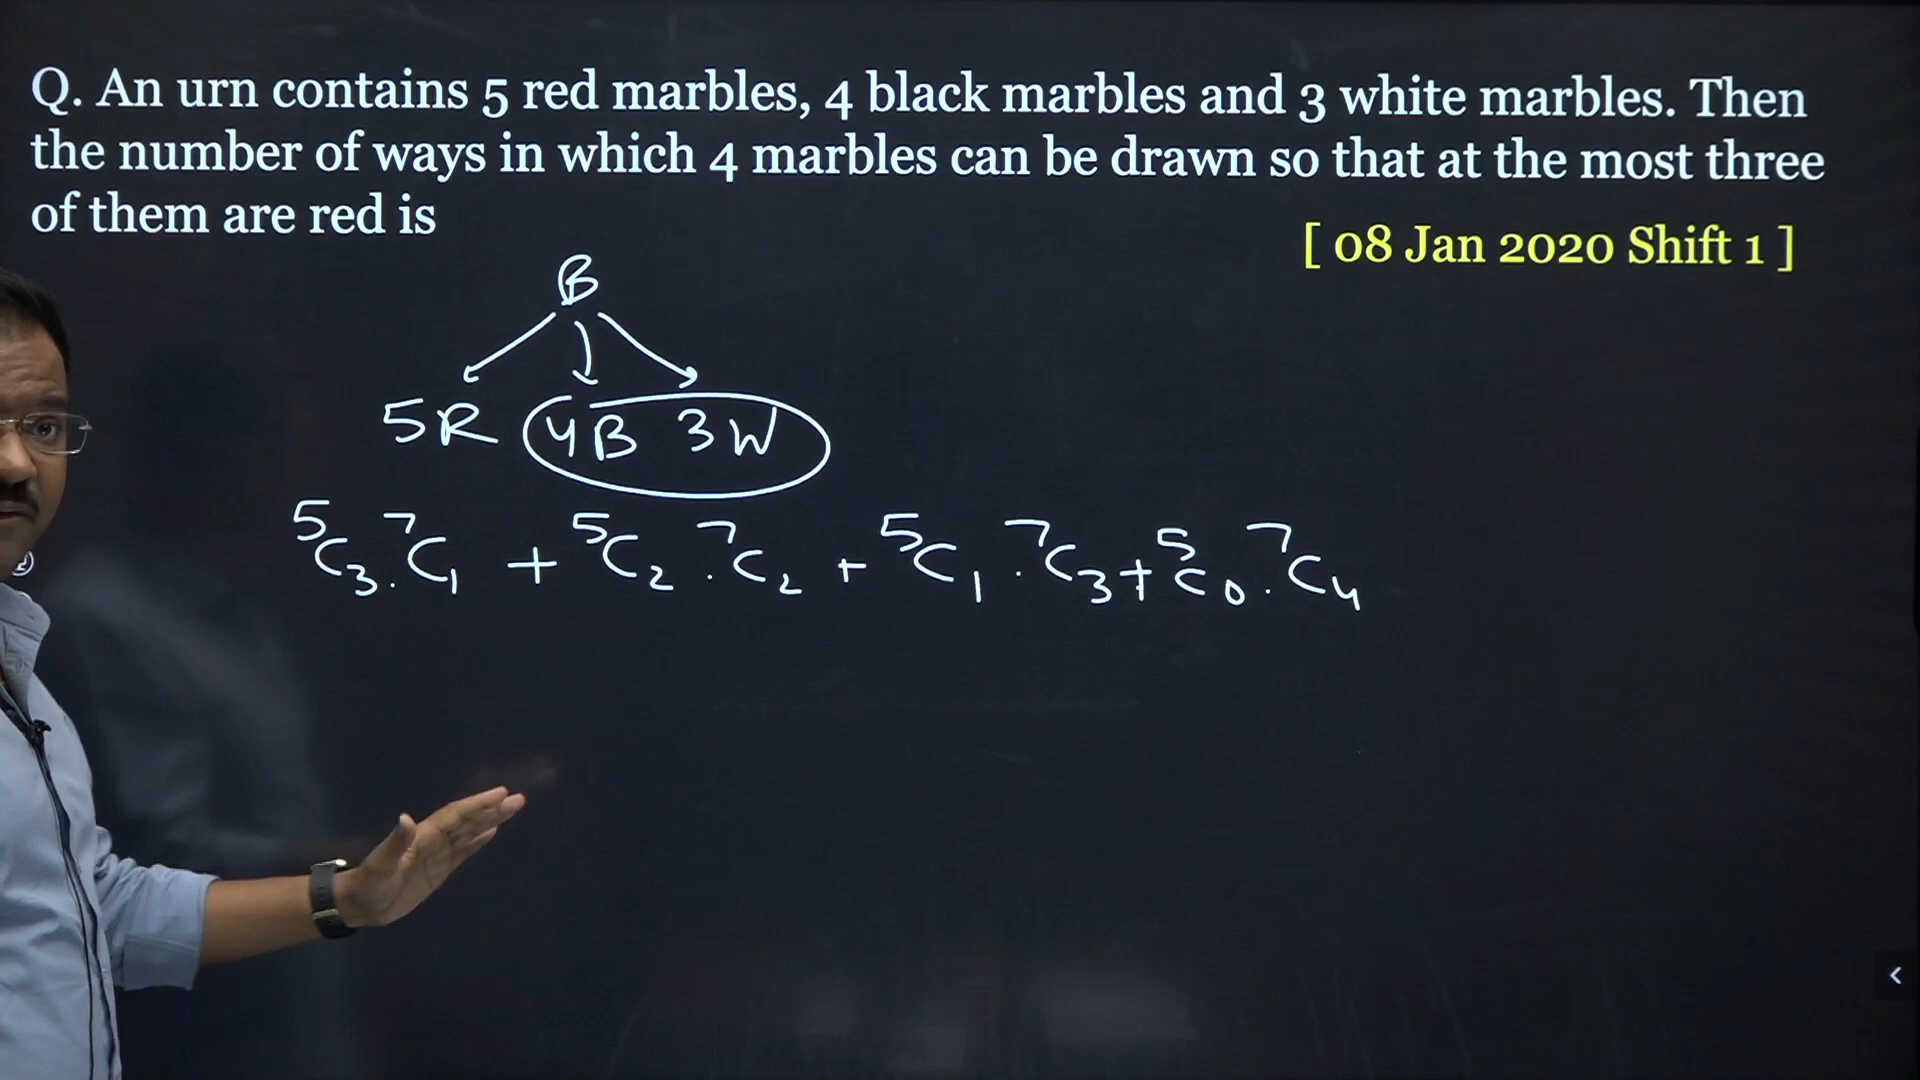 Q. An urn contains 5 red marbles, 4 black marbles and 3 white marbles. Then
the number of ways in which 4 marbles can be drawn so that at the most three
of them are red is
[ 08 Jan 2020 Shift 1 ]
B
5R 4B 3W
⁵C₃.⁷C₁ + ⁵C₂.⁷C₂ + ⁵C₁.⁷C₃ + ⁵C₀.⁷C₄